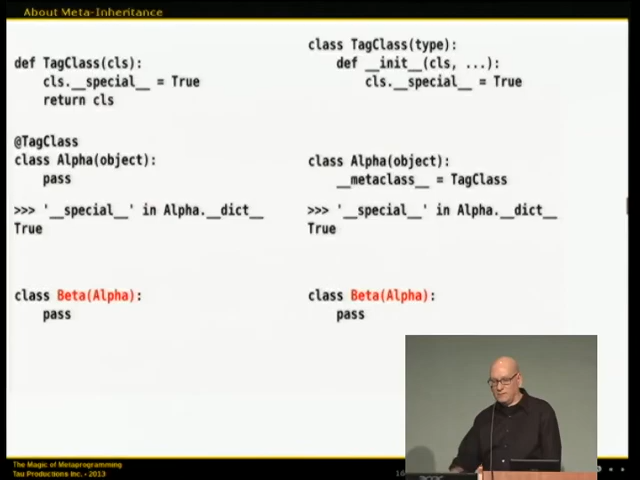 About Meta-Inheritance
def TagClass(cls):
    cls.__special__ = True
    return cls
@TagClass
class Alpha(object):
    pass
>>> '__special__' in Alpha.__dict__
True
class Beta(Alpha):
    pass
class TagClass(type):
    def __init__(cls, ...):
        cls.__special__ = True
class Alpha(object):
    __metaclass__ = TagClass
>>> '__special__' in Alpha.__dict__
True
class Beta(Alpha):
    pass
The Magic of Metaprogramming
Tau Productions Inc. - 2013